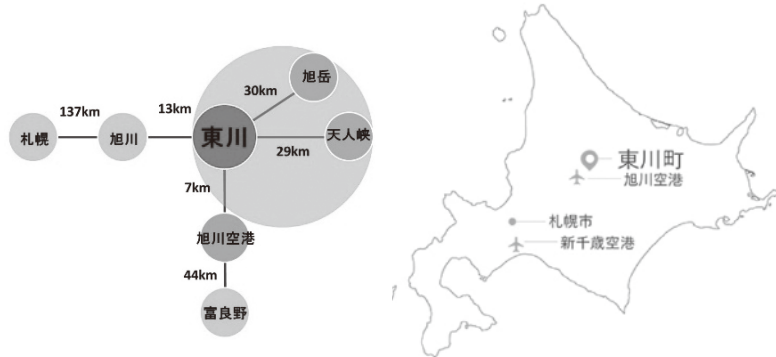 旭岳
30km
137km
13km
札幌
旭川
東川
天人峡
29km
7km
旭川空港
44km
富良野
東川町
旭川空港
札幌市
新千歳空港